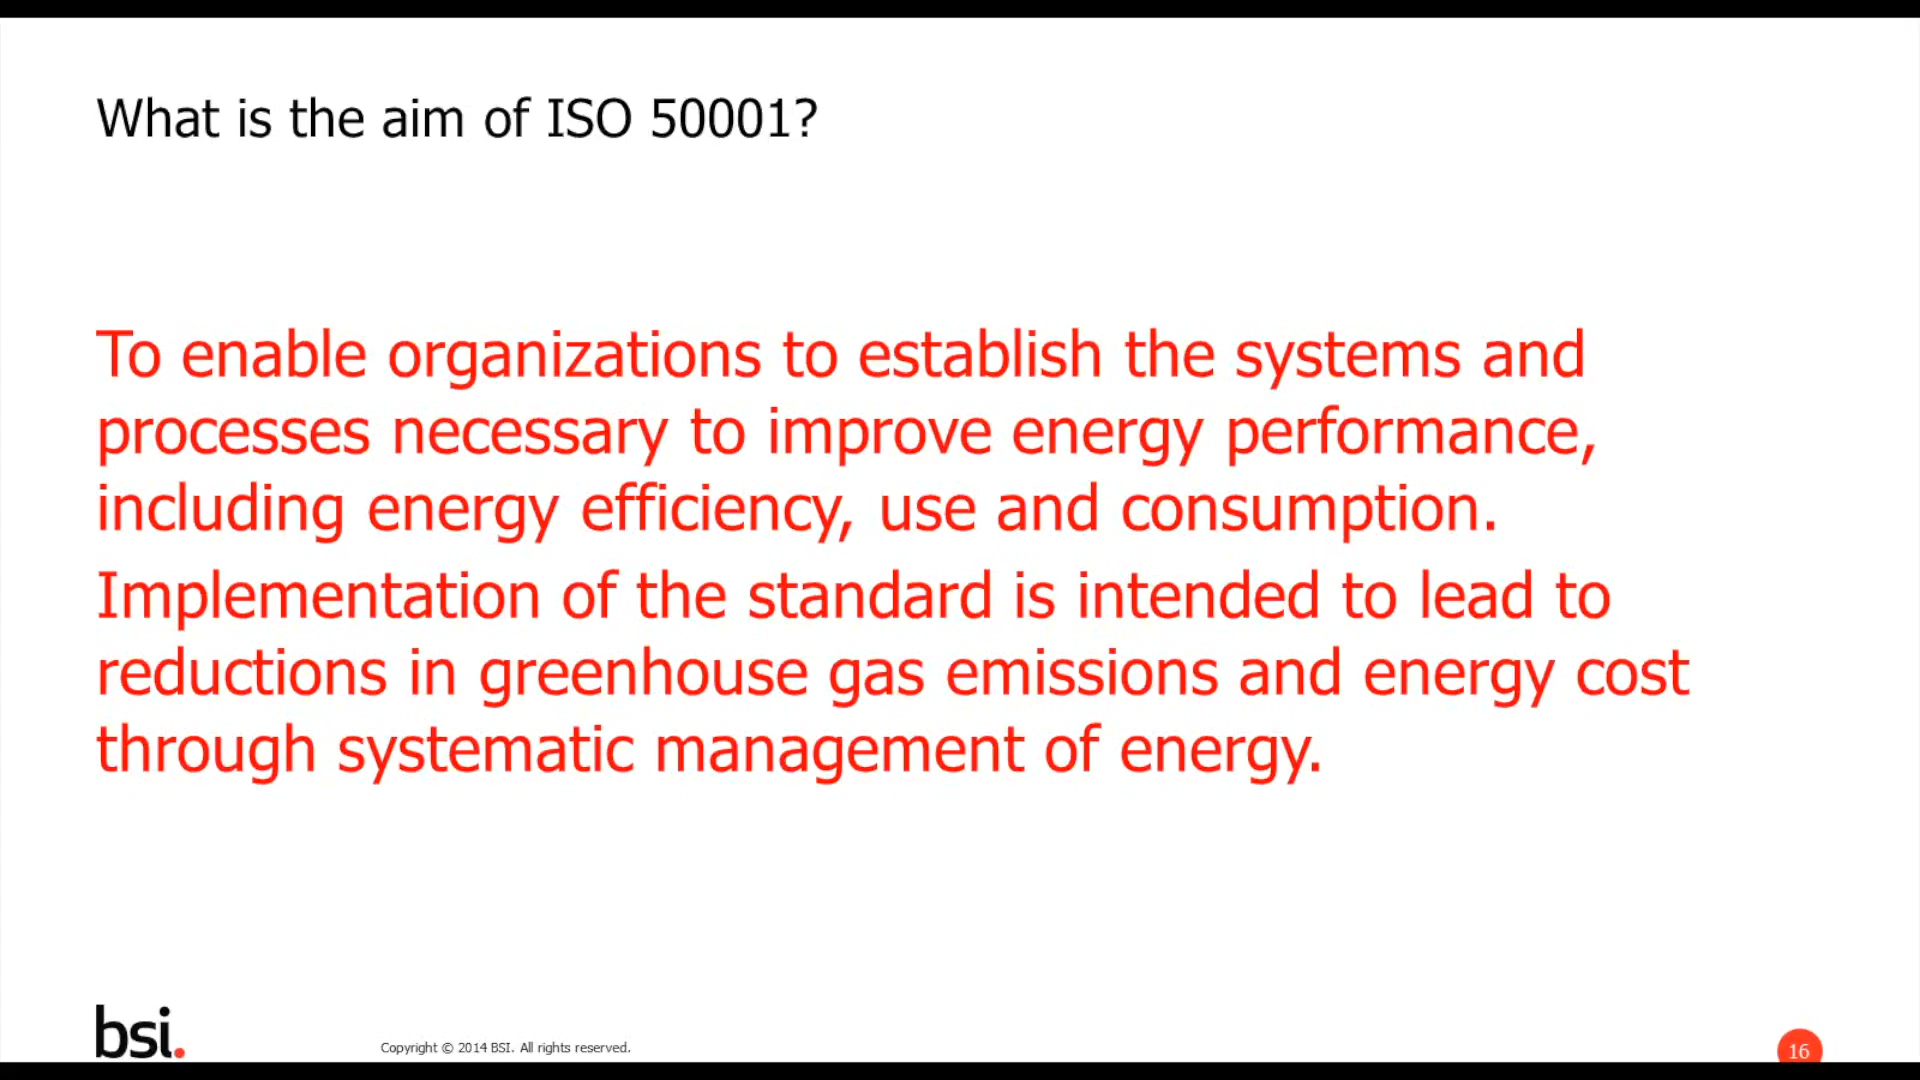 What is the aim of ISO 50001?
To enable organizations to establish the systems and
processes necessary to improve energy performance,
including energy efficiency, use and consumption.
Implementation of the standard is intended to lead to
reductions in greenhouse gas emissions and energy cost
through systematic management of energy.
bsi.
Copyright © 2014 BSI. All rights reserved.
16